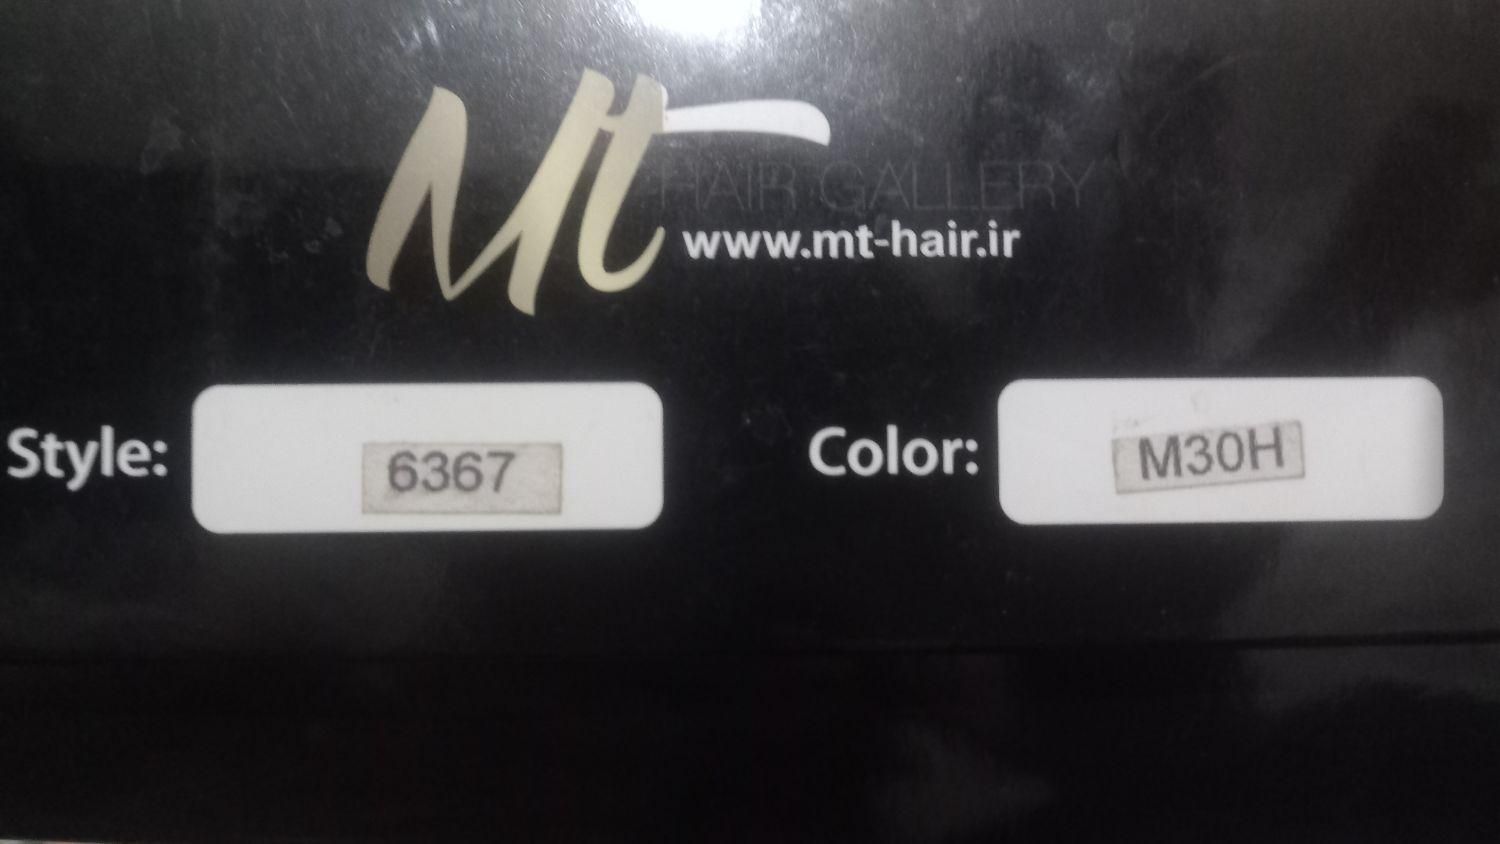 Mt
HAIR GALLERY
www.mt-hair.ir
Style: 6367
Color: M30H